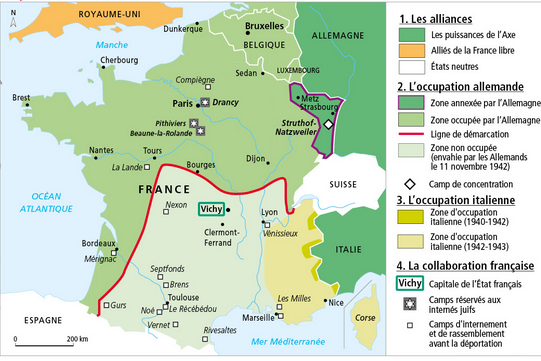 ROYAUME-UNI
N
Manche
Dunkerque
Bruxelles
BELGIQUE
ALLEMAGNE
LUXEMBOURG
Cherbourg
Compiègne
Sedan
Brest
Paris
Drancy
Metz
Strasbourg
Pithiviers
Beaune-la-Rolande
Struthof-
Natzweiler
Nantes
Tours
La Lande
Bourges
Dijon
FRANCE
SUISSE
OCÉAN
ATLANTIQUE
Nexon
Vichy
Lyon
Clermont-
Ferrand
Vénissieux
Bordeaux
Mérignac
ITALIE
Septfonds
Brens
Toulouse
Gurs
Noé
Le Récébédou
Les Milles
Nice
Vernet
Marseille
ESPAGNE
Rivesaltes
Mer Méditerranée
Corse
0 200 km
1. Les alliances
Les puissances de l'Axe
Alliés de la France libre
États neutres
2. L'occupation allemande
Zone annexée par l'Allemagne
Zone occupée par l'Allemagne
Ligne de démarcation
Zone non occupée
(envahie par les Allemands
le 11 novembre 1942)
Camp de concentration
3. L'occupation italienne
Zone d'occupation
italienne (1940-1942)
Zone d'occupation
italienne (1942-1943)
4. La collaboration française
Vichy Capitale de l'État français
Camps réservés aux
internés juifs
Camps d'internement
et de rassemblement
avant la déportation